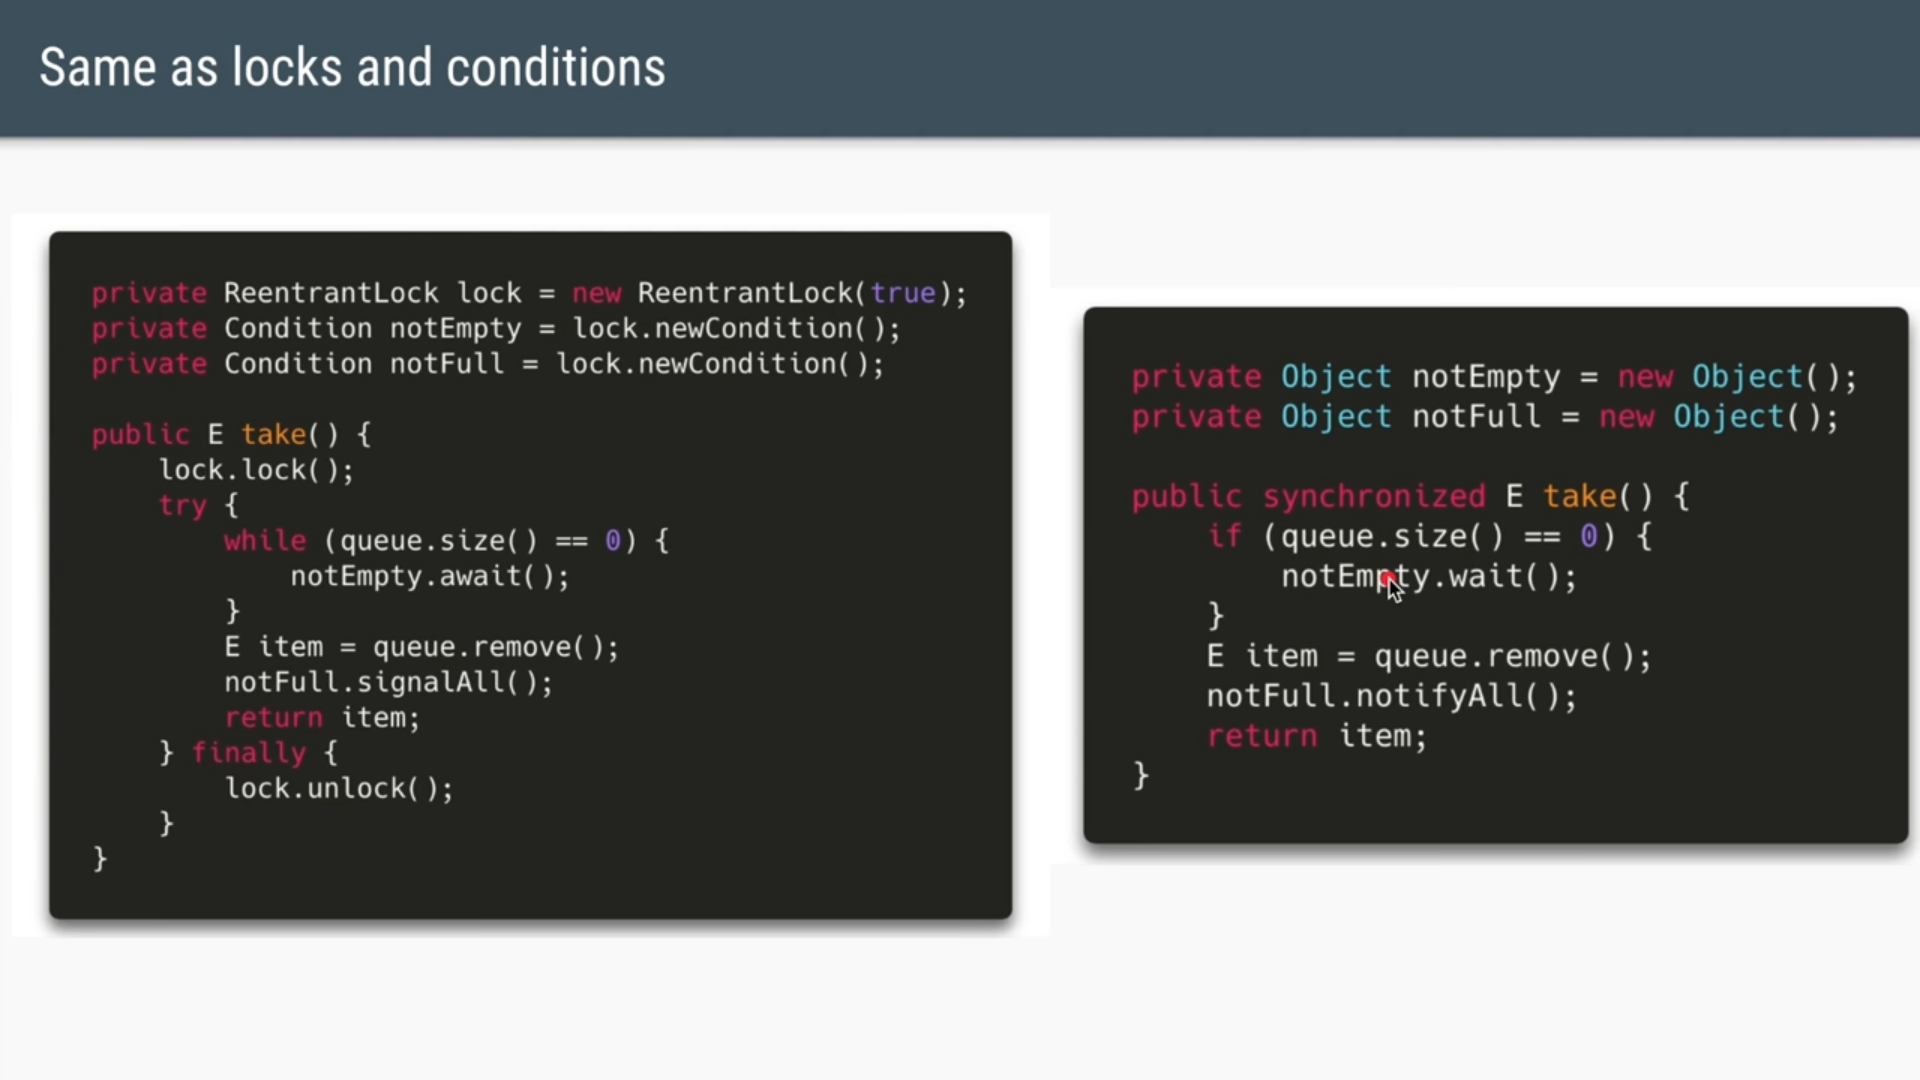 Same as locks and conditions
private ReentrantLock lock = new ReentrantLock(true);
private Condition notEmpty = lock.newCondition();
private Condition notFull = lock.newCondition();
public E take() {
lock.lock();
try {
while (queue.size() == 0) {
notEmpty.await();
}
E item = queue.remove();
notFull.signalAll();
return item;
} finally {
lock.unlock();
}
}
private Object notEmpty = new Object();
private Object notFull = new Object();
public synchronized E take() {
if (queue.size() == 0) {
notEmpty.wait();
}
E item = queue.remove();
notFull.notifyAll();
return item;
}